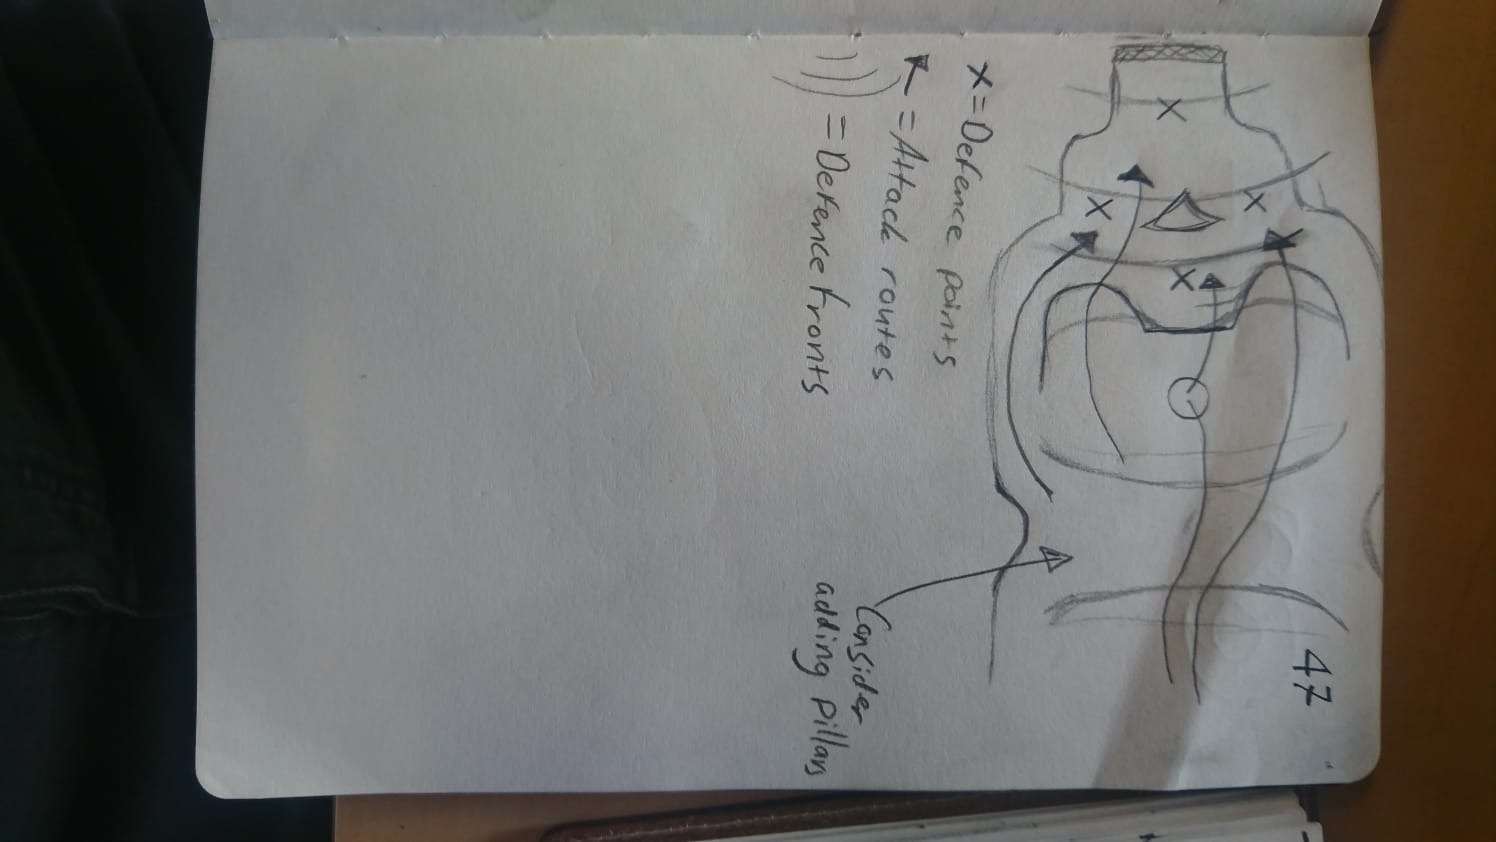 47
X = Defence points
= Attack routes
= Defence fronts
Consider
adding pillars